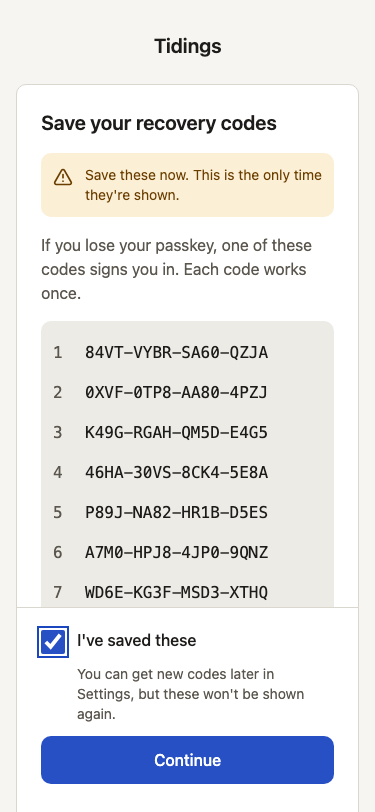 Tidings
Save your recovery codes
Save these now. This is the only time
they're shown.
If you lose your passkey, one of these
codes signs you in. Each code works
once.
1 84VT-VYBR-SA60-QZJA
2 0XVF-0TP8-AA80-4PZJ
3 K49G-RGAH-QM5D-E4G5
4 46HA-30VS-8CK4-5E8A
5 P89J-NA82-HR1B-D5ES
6 A7M0-HPJ8-4JP0-9QNZ
7 WD6E-KG3F-MSD3-XTHQ
I've saved these
You can get new codes later in
Settings, but these won't be shown
again.
Continue